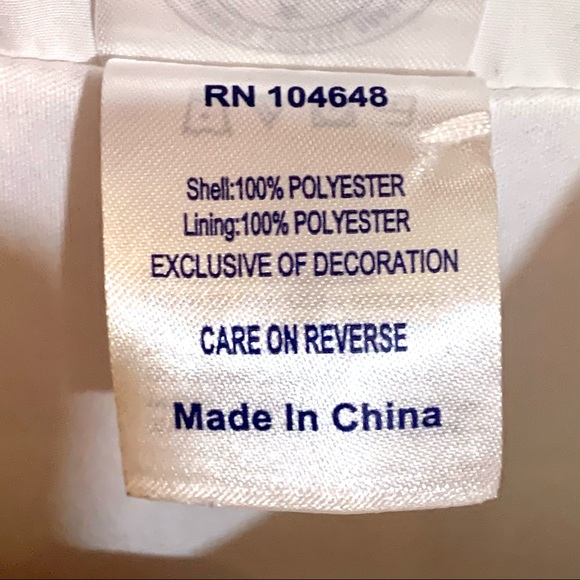 RN 104648
Shell:100% POLYESTER
Lining:100% POLYESTER
EXCLUSIVE OF DECORATION
CARE ON REVERSE
Made In China